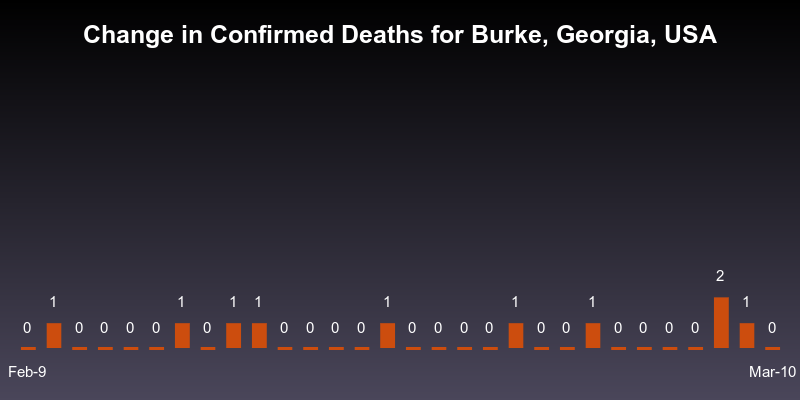 Change in Confirmed Deaths for Burke, Georgia, USA
2
1 1 1 1 1 1 1 1
0 0 0 0 0 0 0 0 0 0 0 0 0 0 0 0 0 0 0 0 0
Feb-9 Mar-10